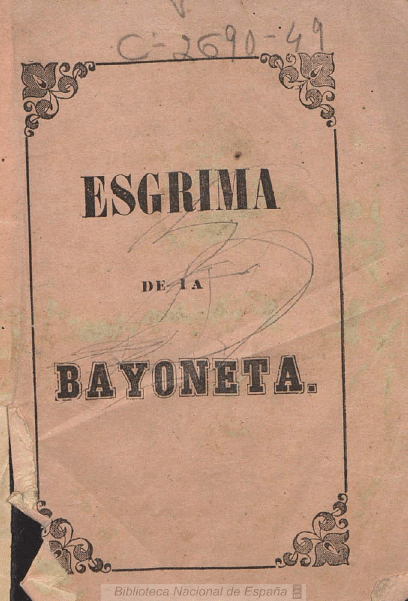 C-2690-49
ESGRIMA
DE LA
BAYONETA.
Biblioteca Nacional de España